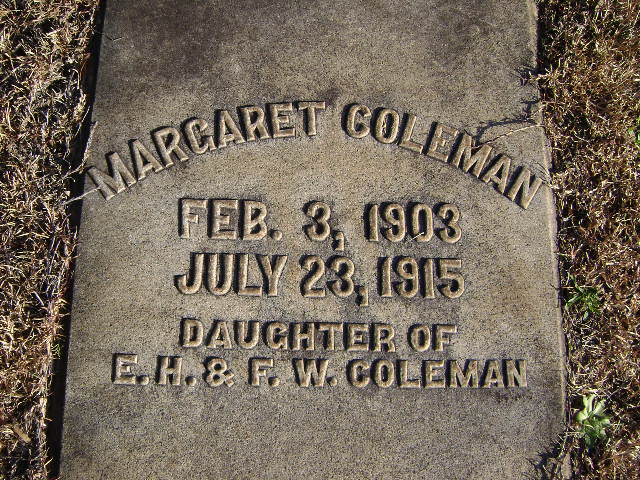 MARGARET COLEMAN
FEB. 3, 1903
JULY 23, 1915
DAUGHTER OF
E. H. & F. W. COLEMAN